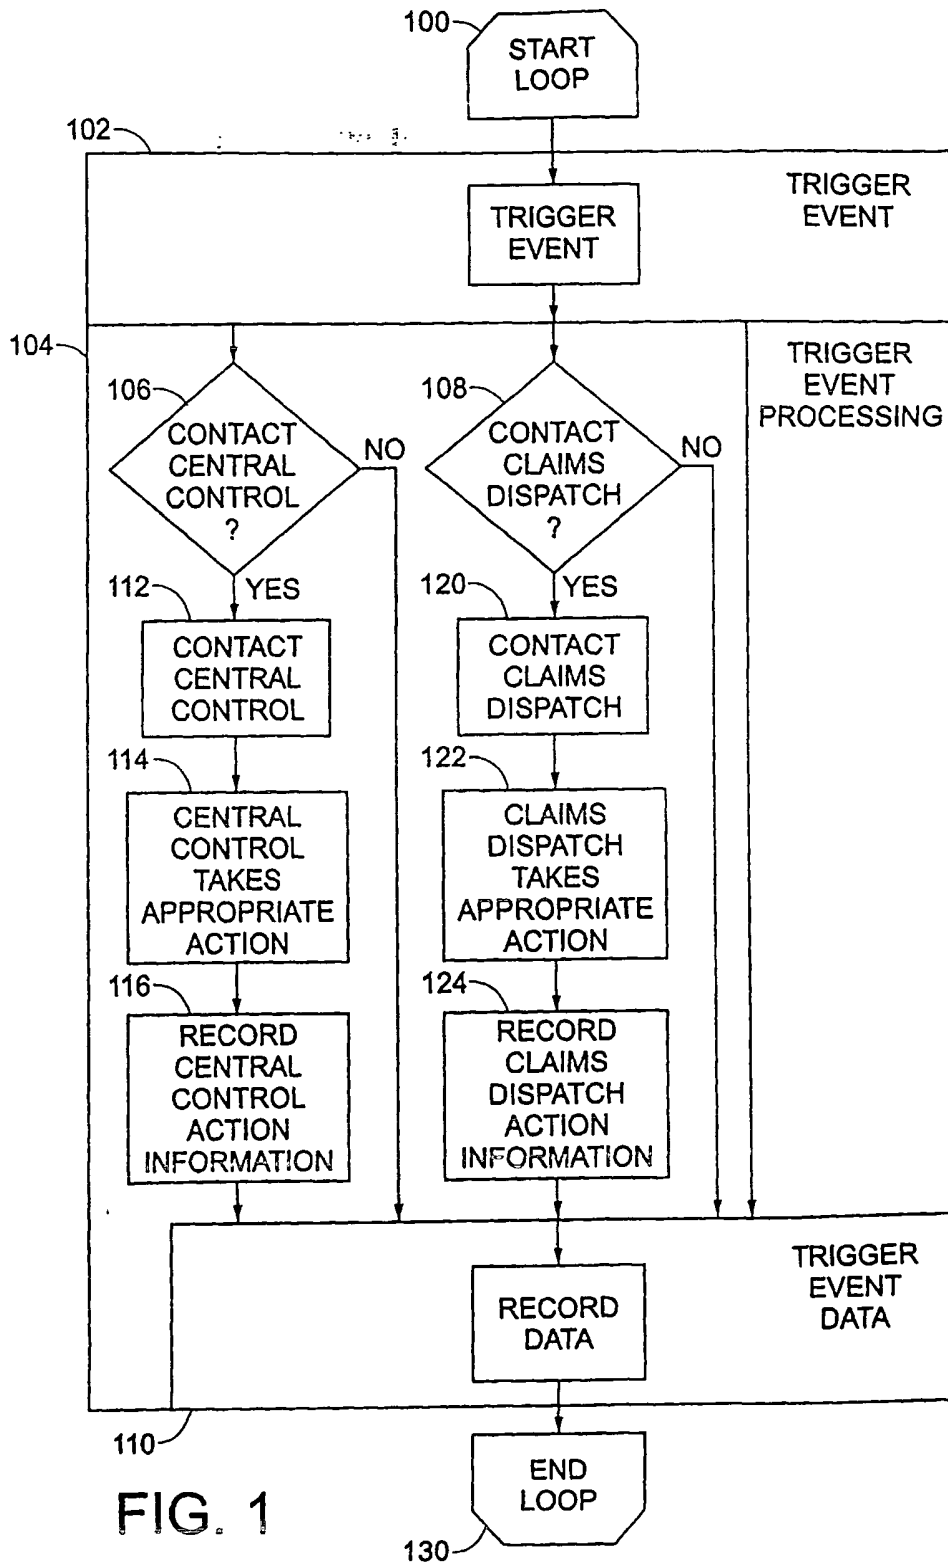 100
START
LOOP
102
TRIGGER
EVENT
TRIGGER
EVENT
104
TRIGGER
EVENT
PROCESSING
106
CONTACT
CENTRAL
CONTROL
?
NO
YES
108
CONTACT
CLAIMS
DISPATCH
?
NO
YES
112
CONTACT
CENTRAL
CONTROL
120
CONTACT
CLAIMS
DISPATCH
114
CENTRAL
CONTROL
TAKES
APPROPRIATE
ACTION
122
CLAIMS
DISPATCH
TAKES
APPROPRIATE
ACTION
116
RECORD
CENTRAL
CONTROL
ACTION
INFORMATION
124
RECORD
CLAIMS
DISPATCH
ACTION
INFORMATION
TRIGGER
EVENT
DATA
RECORD
DATA
110
END
LOOP
130
FIG. 1